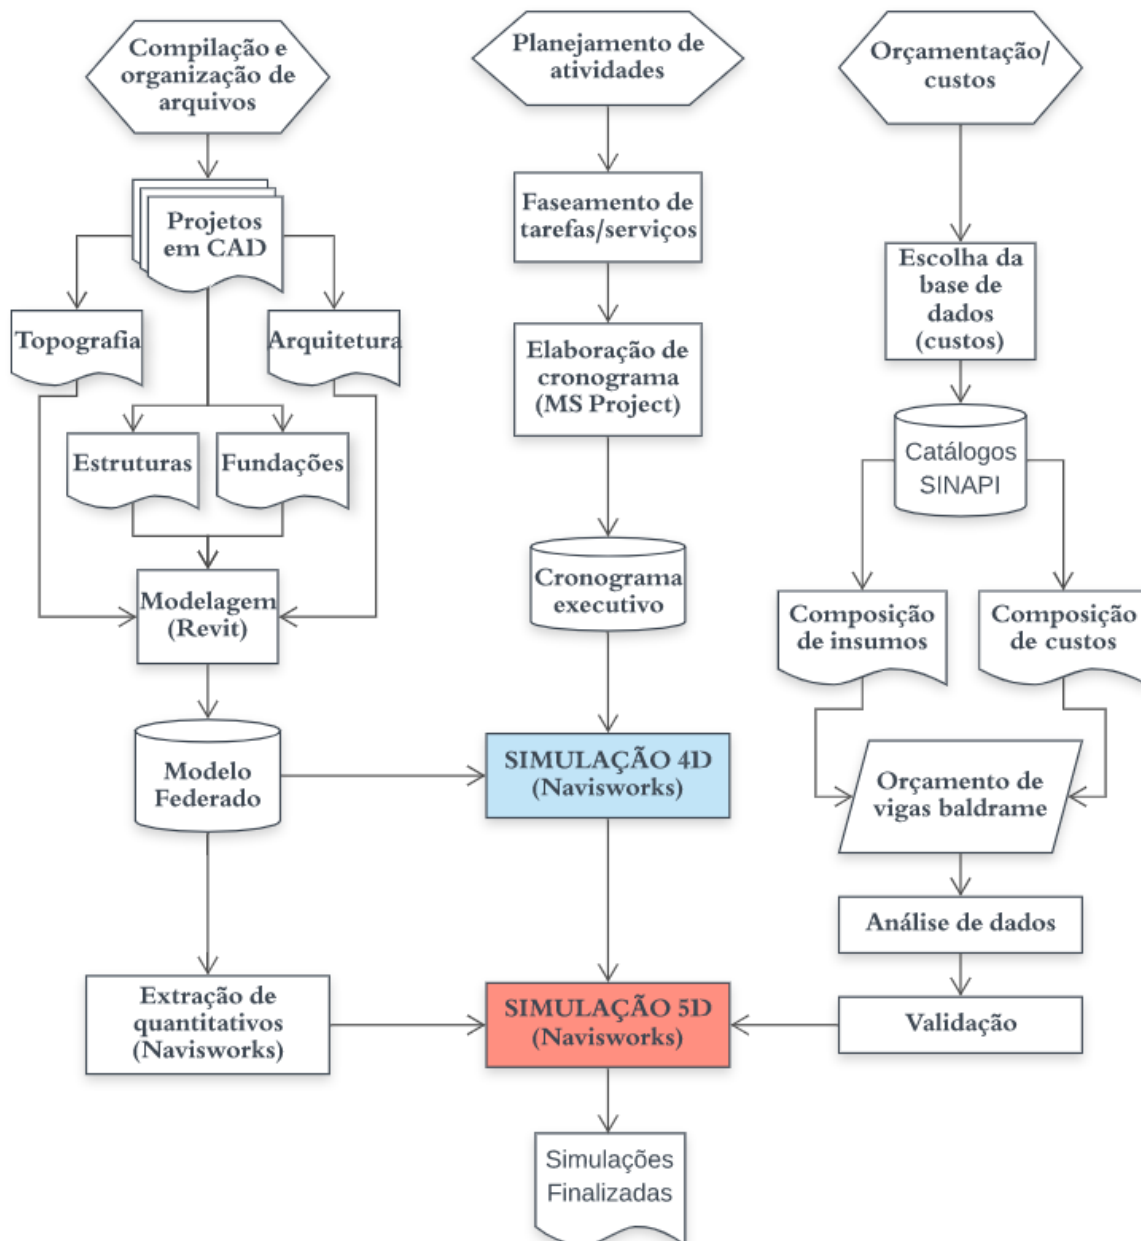 Compilação e
organização de
arquivos
Planejamento de
atividades
Orçamentação/
custos
Projetos
em CAD
Faseamento de
tarefas/serviços
Escolha da
base de
dados
(custos)
Topografia
Arquitetura
Elaboração de
cronograma
(MS Project)
Estruturas
Fundações
Catálogos
SINAPI
Modelagem
(Revit)
Cronograma
executivo
Composição
de insumos
Composição
de custos
Modelo
Federado
SIMULAÇÃO 4D
(Navisworks)
Orçamento de
vigas baldrame
Análise de dados
Extração de
quantitativos
(Navisworks)
SIMULAÇÃO 5D
(Navisworks)
Validação
Simulações
Finalizadas